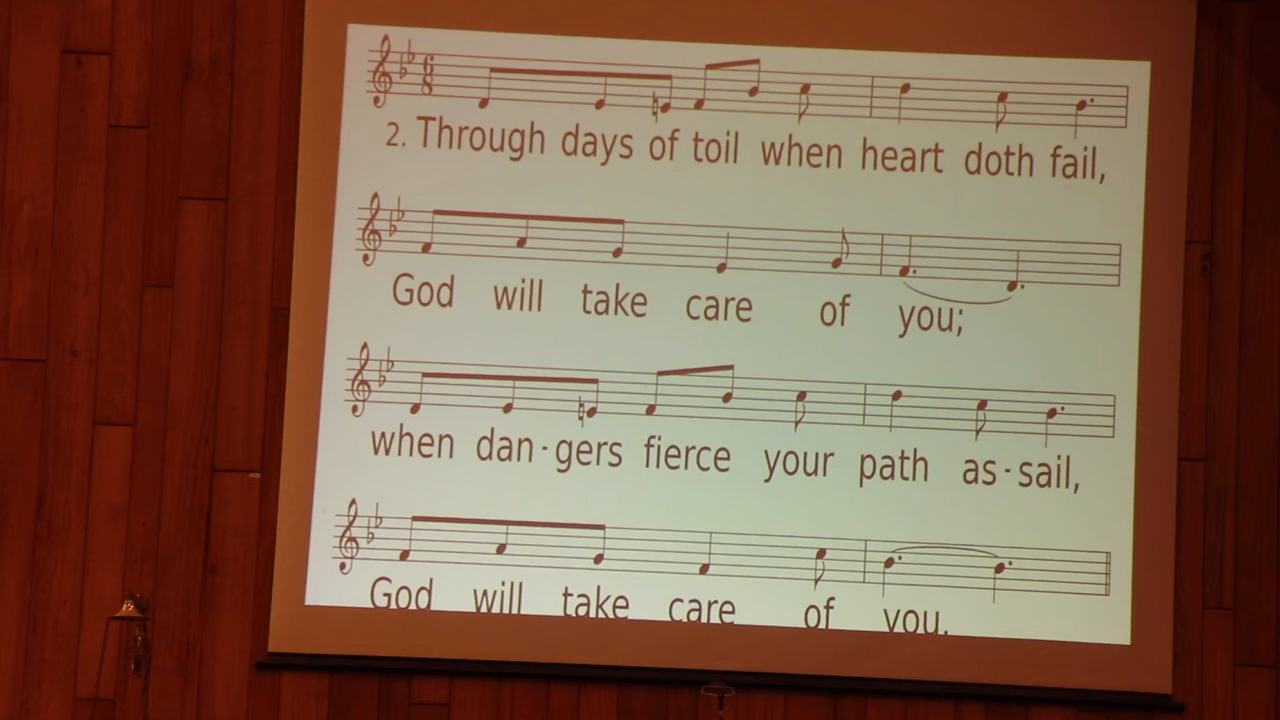 2. Through days of toil when heart doth fail,
God will take care of you;
when dan-gers fierce your path as-sail,
God will take care of you.